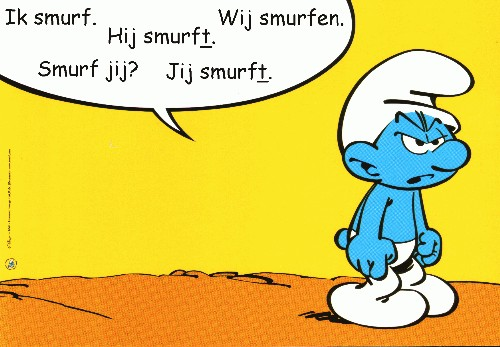 Ik smurf. Wij smurfen.
Hij smurft.
Smurf jij? Jij smurft.